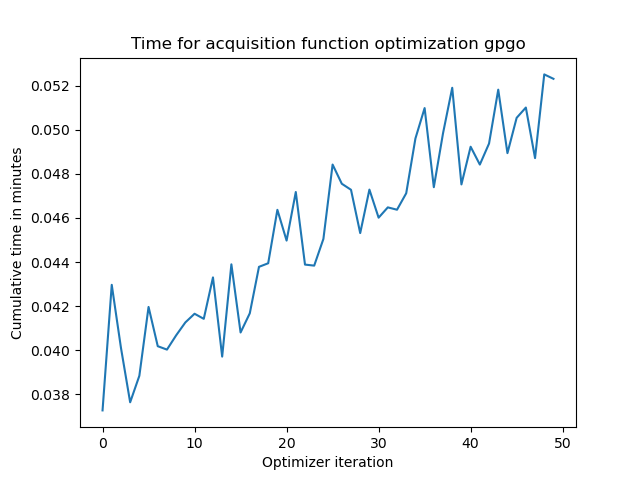 Time for acquisition function optimization gpgo
Cumulative time in minutes
0.052
0.050
0.048
0.046
0.044
0.042
0.040
0.038
0 10 20 30 40 50
Optimizer iteration